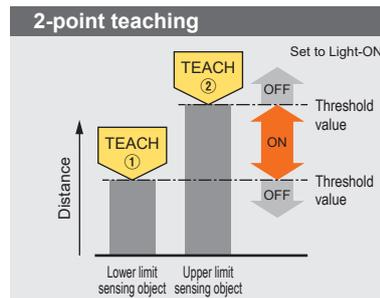 2-point teaching
Set to Light-ON
TEACH
②
OFF
Threshold
value
TEACH
①
ON
Threshold
value
OFF
Distance
Lower limit
sensing object
Upper limit
sensing object